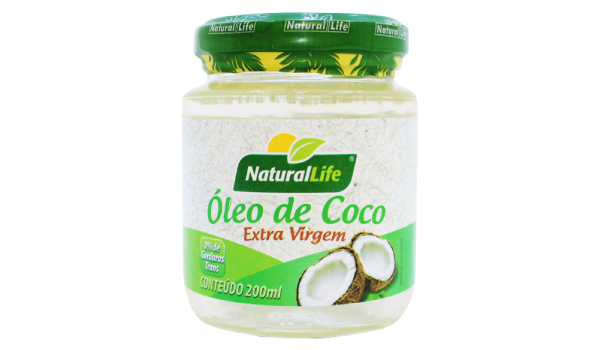 Natural Life Natural Life Natural Life
NaturalLife®
Óleo de Coco
Extra Virgem
0% de
Gorduras
Trans
CONTEÚDO 200ml